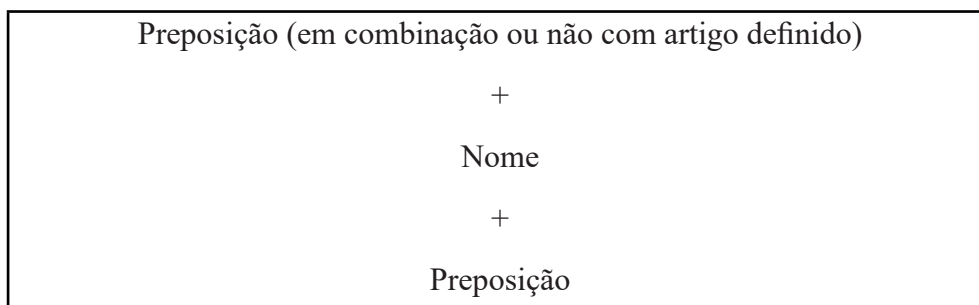 Preposição (em combinação ou não com artigo definido)
+
Nome
+
Preposição